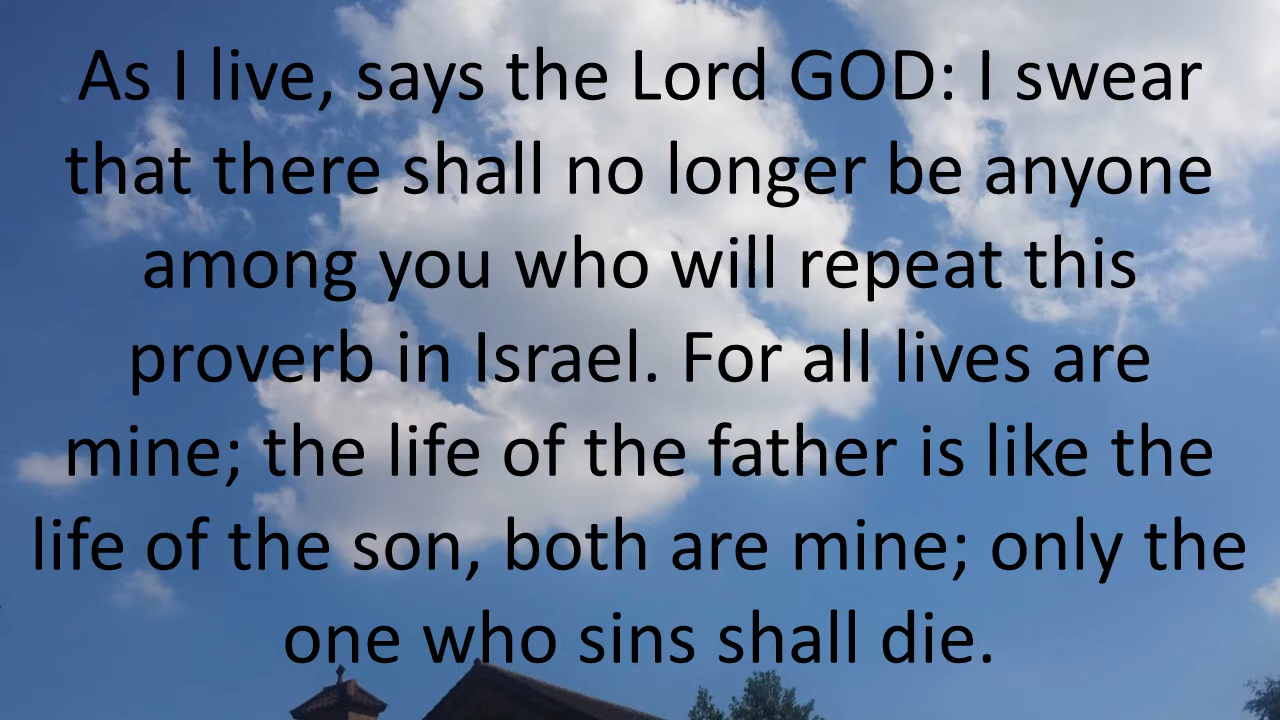 As I live, says the Lord GOD: I swear
that there shall no longer be anyone
among you who will repeat this
proverb in Israel. For all lives are
mine; the life of the father is like the
life of the son, both are mine; only the
one who sins shall die.